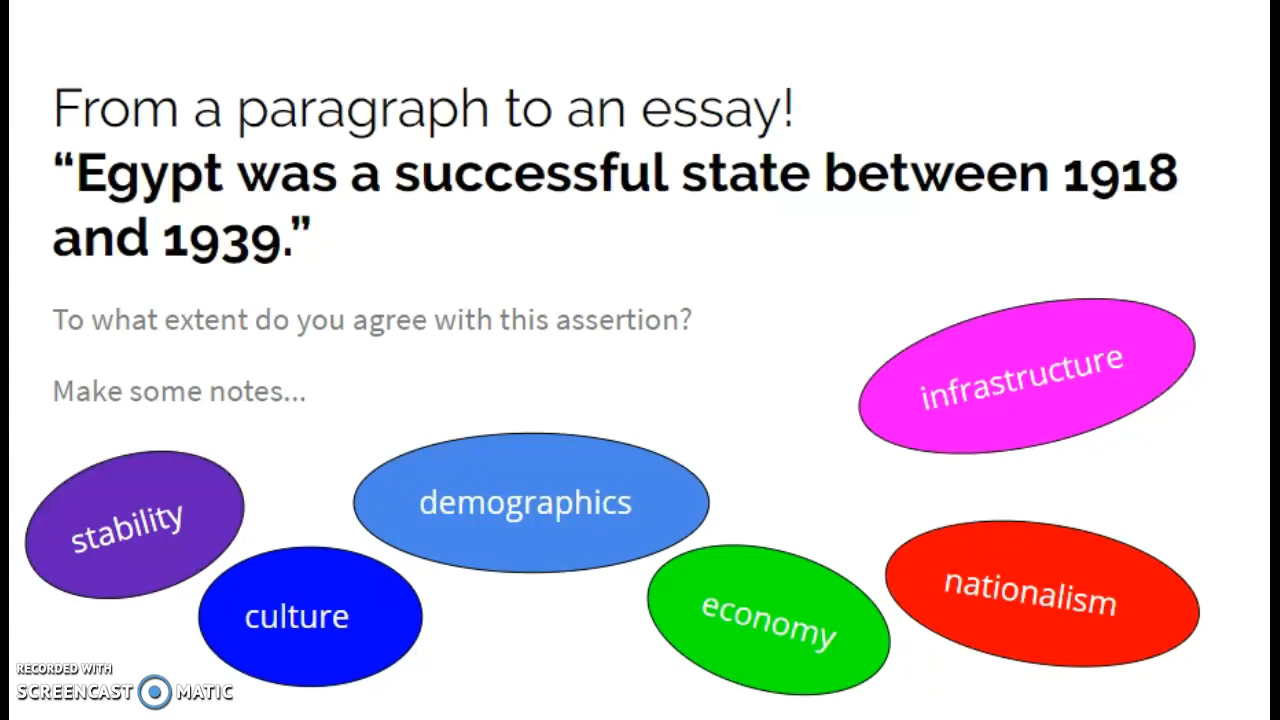 From a paragraph to an essay!
“Egypt was a successful state between 1918
and 1939.”
To what extent do you agree with this assertion?
Make some notes...
infrastructure
stability
demographics
culture
economy
nationalism
RECORDED WITH
SCREENCAST MATIC